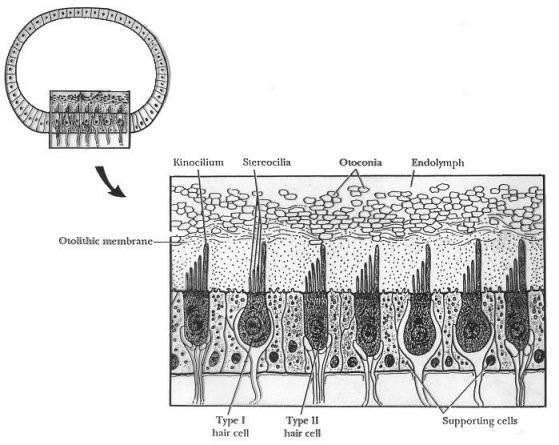 Kinocilium Stereocilia Otoconia Endolymph
Otolithic membrane
Type I
hair cell
Type II
hair cell
Supporting cells